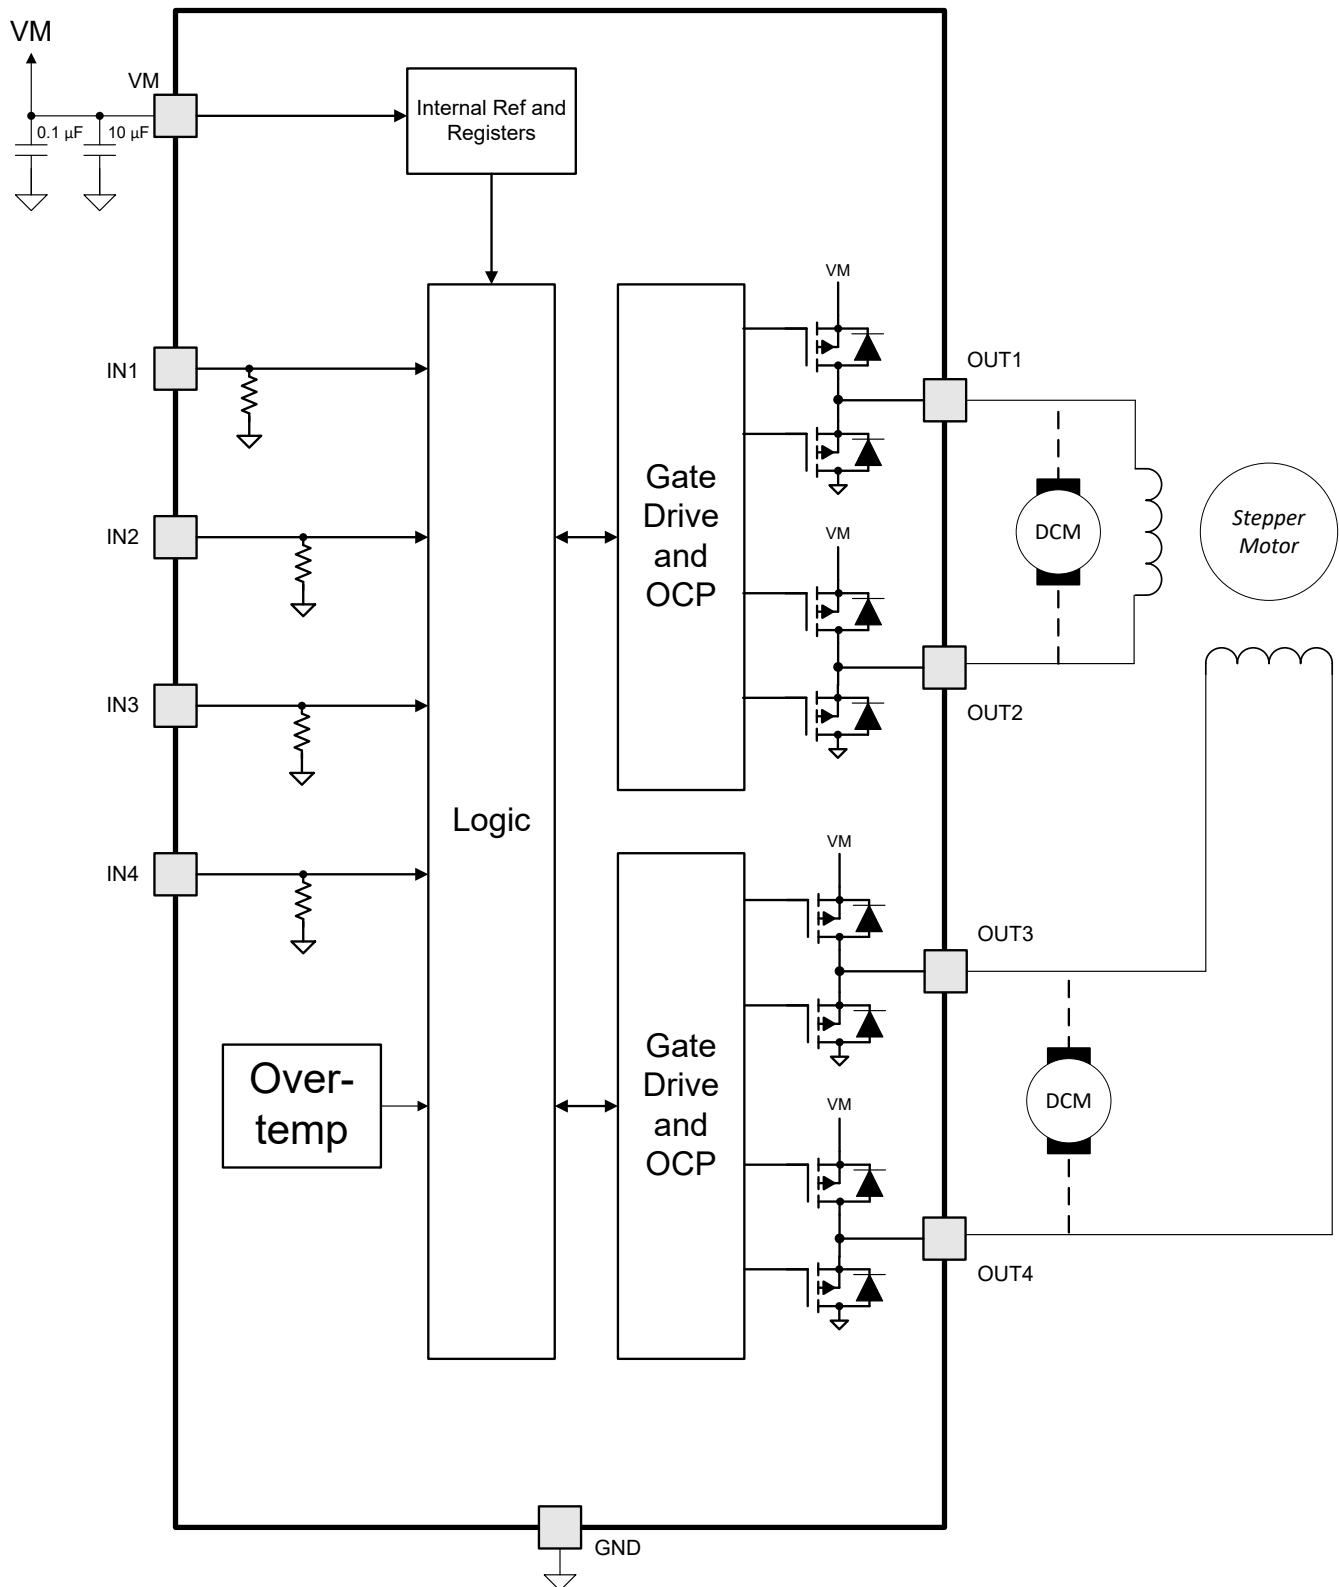 VM
VM
0.1 µF
10 µF
Internal Ref and
Registers
VM
IN1
OUT1
Gate
Drive
and
OCP
DCM
Stepper
Motor
IN2
VM
IN3
OUT2
Logic
VM
IN4
OUT3
Over-
temp
Gate
Drive
and
OCP
DCM
VM
OUT4
GND